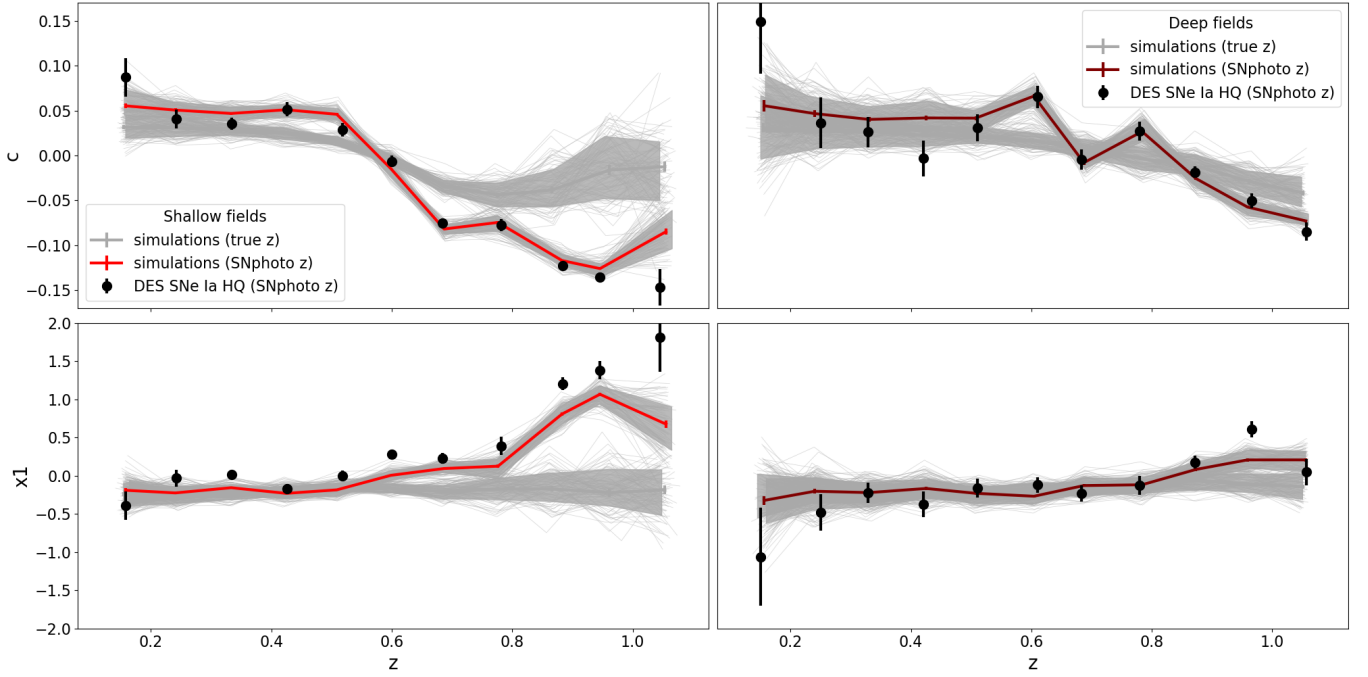 0.15
0.10
0.05
0.00
−0.05
−0.10
−0.15
c
Shallow fields
simulations (true z)
simulations (SNphoto z)
DES SNe Ia HQ (SNphoto z)
Deep fields
simulations (true z)
simulations (SNphoto z)
DES SNe Ia HQ (SNphoto z)
2.0
1.5
1.0
0.5
0.0
−0.5
−1.0
−1.5
−2.0
x1
0.2 0.4 0.6 0.8 1.0
z
0.2 0.4 0.6 0.8 1.0
z